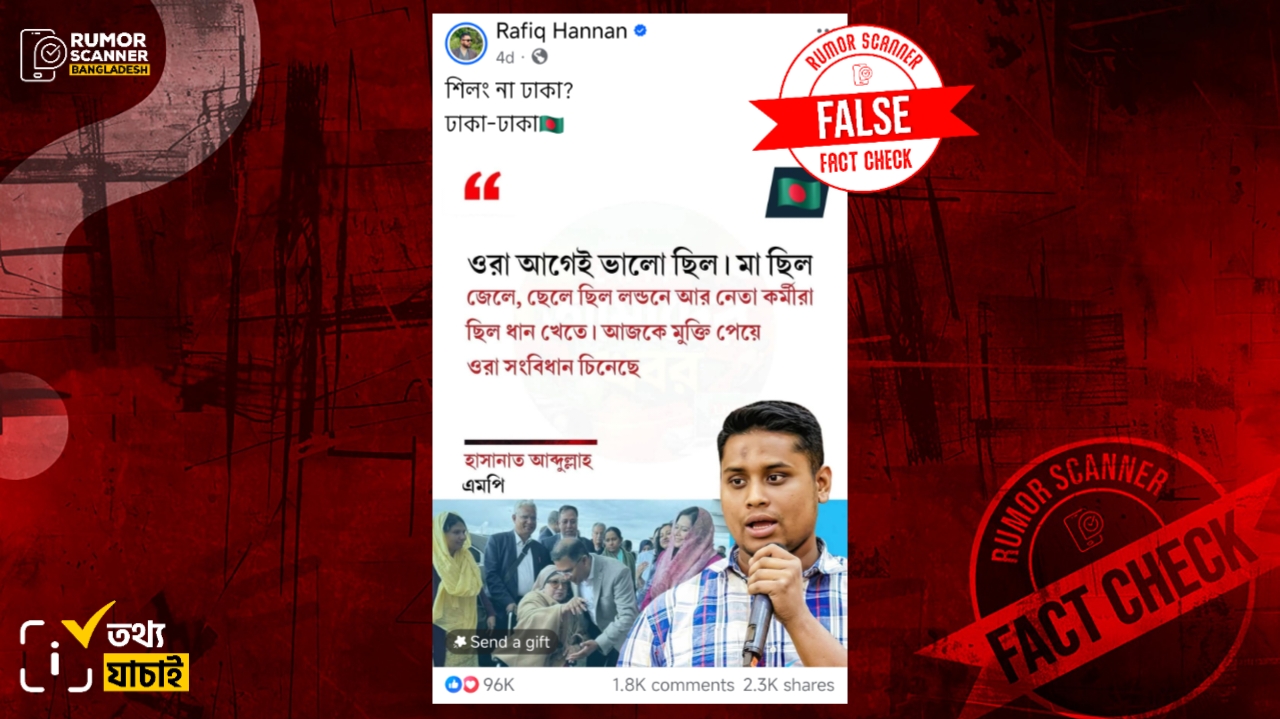 RUMOR
SCANNER
BANGLADESH
Rafiq Hannan
4d
শিলং না ঢাকা?
ঢাকা-ঢাকা🇧🇩
RUMOR SCANNER
FALSE
FACT CHECK
ওরা আগেই ভালো ছিল। মা ছিল
জেলে, ছেলে ছিল লন্ডনে আর নেতা কর্মীরা
ছিল ধান খেতে। আজকে মুক্তি পেয়ে
ওরা সংবিধান চিনেছে
হাসানাত আব্দুল্লাহ
এমপি
Send a gift
96K
1.8K comments 2.3K shares
তথ্য
যাচাই
RUMOR SCANNER
FACT CHECK